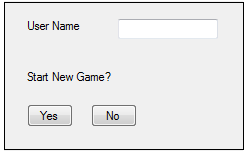 User Name
Start New Game?
Yes No